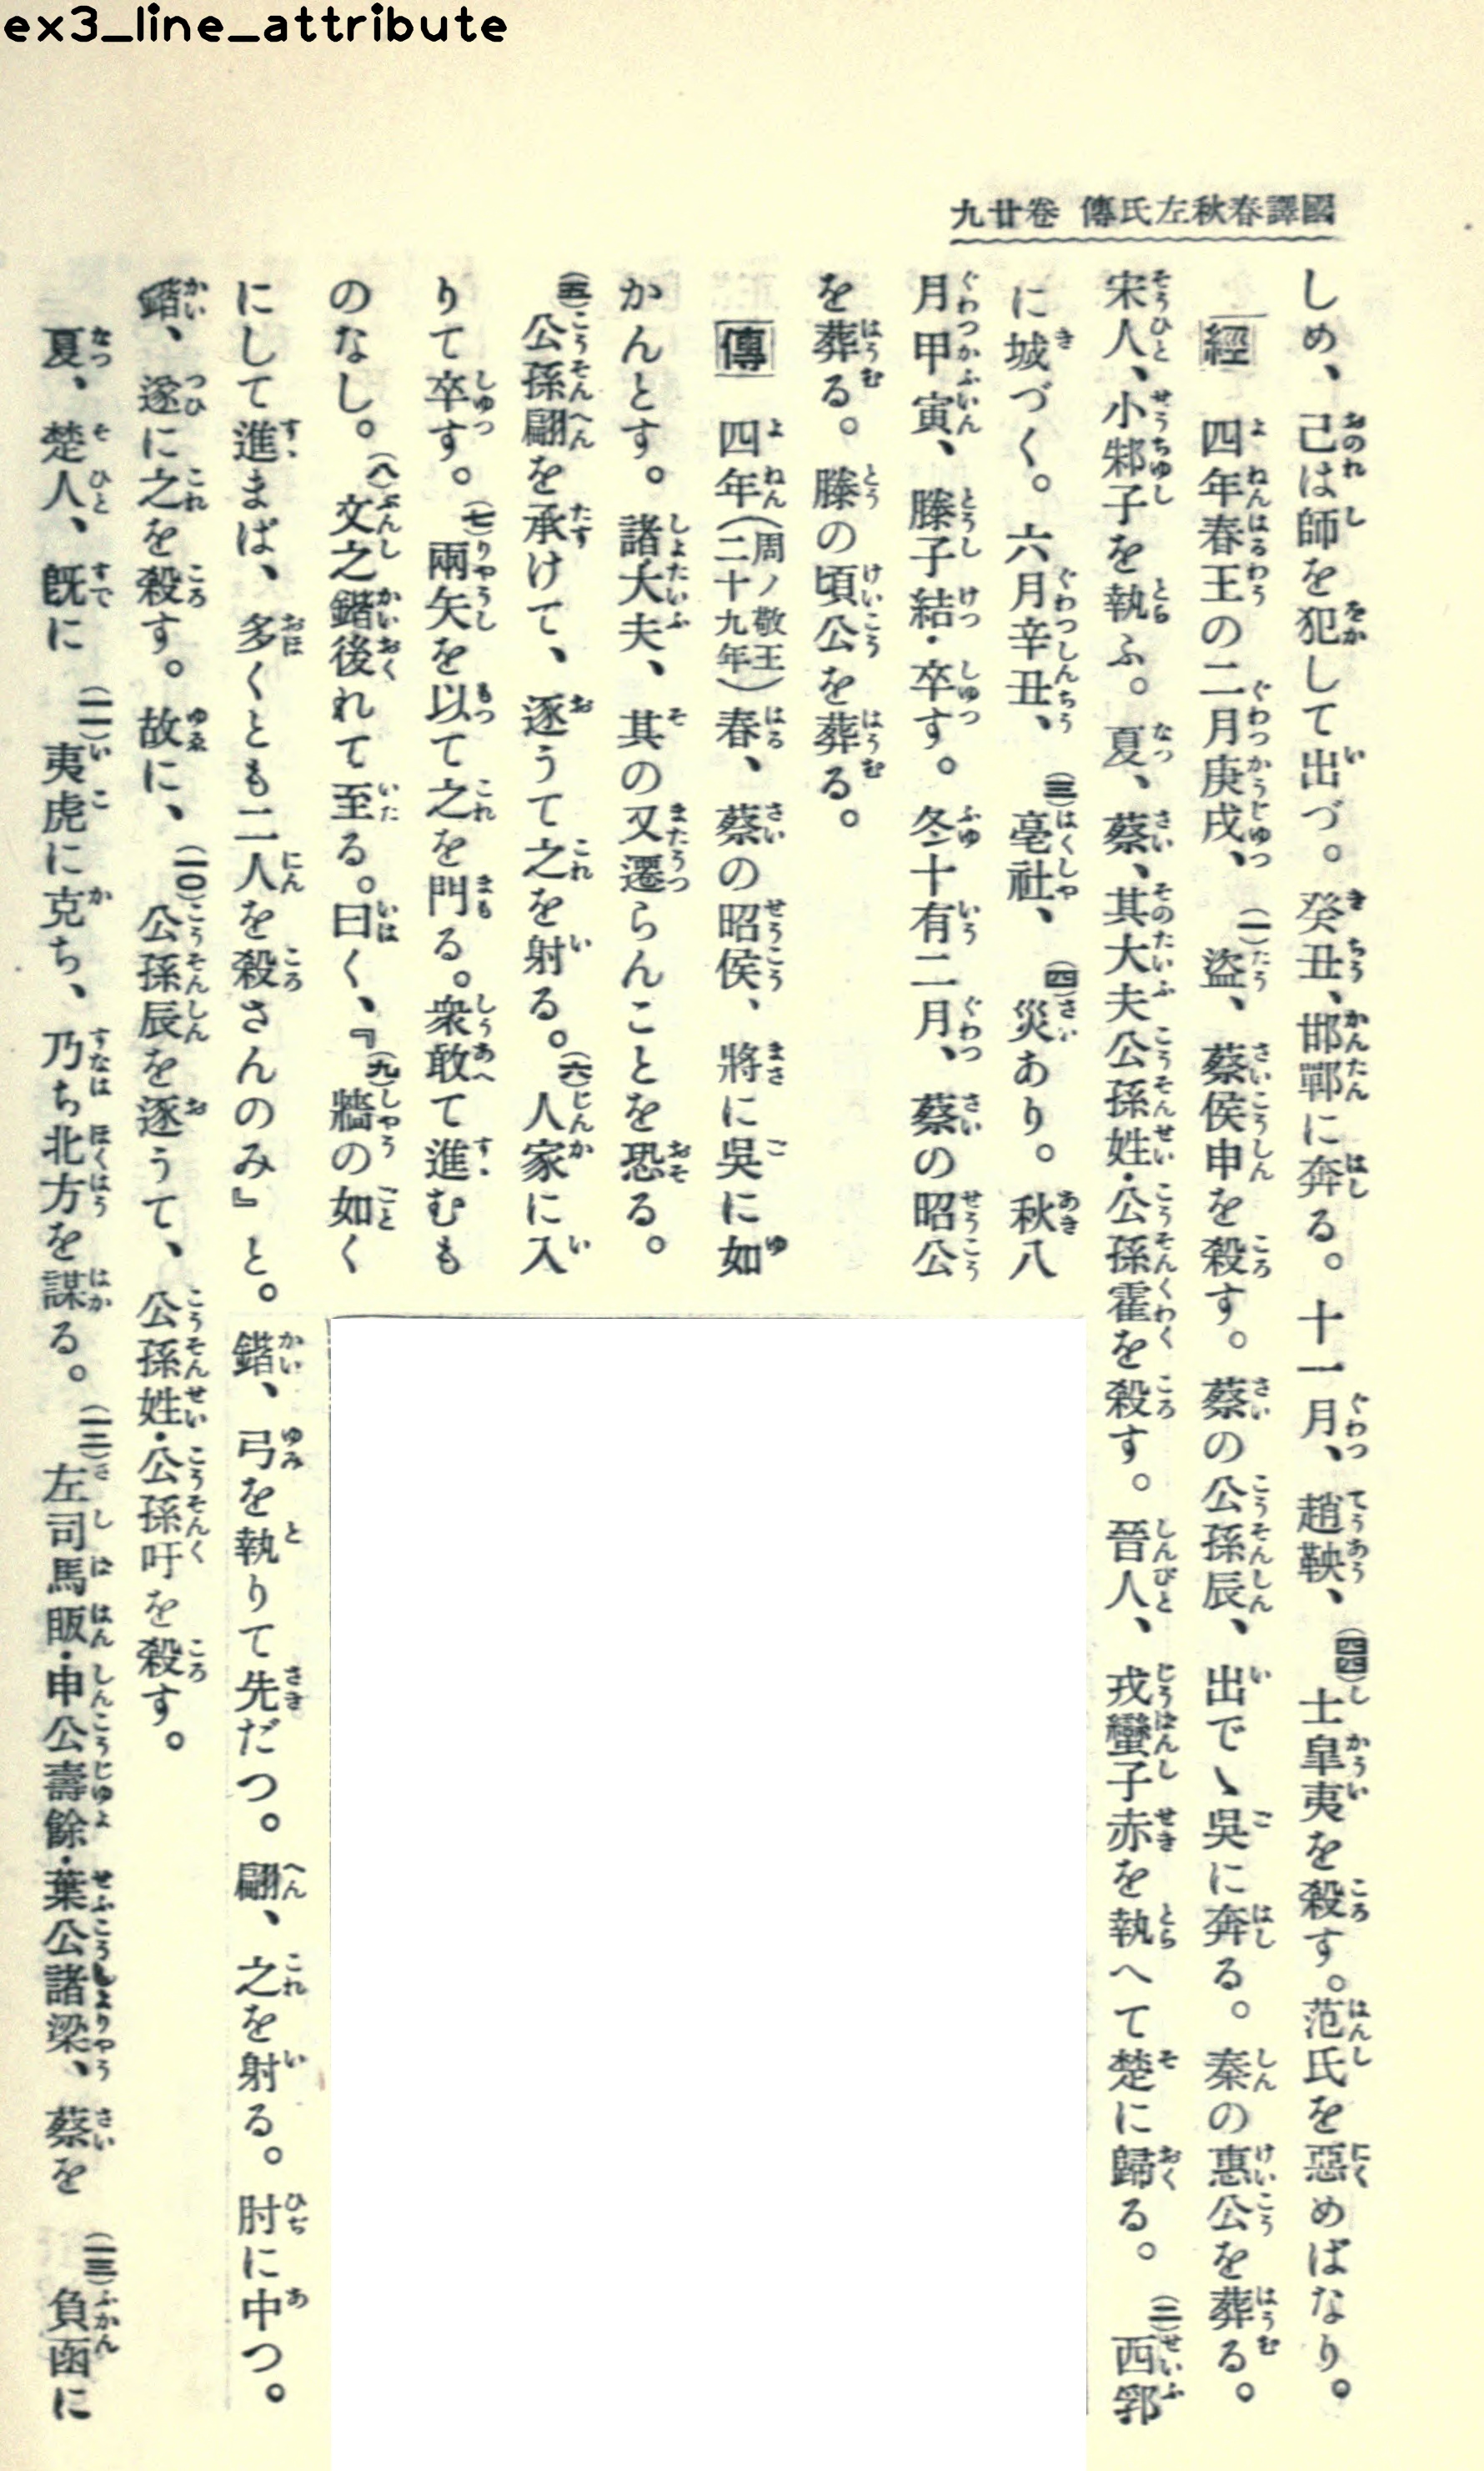 ex3_line_attribute
國譯春秋左氏傳 卷廿九
しめ、己は師を犯して出づ。癸丑、邯鄲に奔る。十一月、趙鞅、(四四)士皐夷を殺す。范氏を惡めばなり。
經 四年春王の二月庚戌、(一)盜、蔡侯申を殺す。蔡の公孫辰、出でゝ吳に奔る。秦の惠公を葬る。
宋人、小邾子を執ふ。夏、蔡、其大夫公孫姓・公孫霍を殺す。晉人、戎蠻子赤を執へて楚に歸る。(二)西郛
に城づく。六月辛丑、(三)亳社、(四)災あり。秋八
月甲寅、滕子結・卒す。冬十有二月、蔡の昭公
を葬る。滕の頃公を葬る。
傳 四年(周ノ敬王二十九年)春、蔡の昭侯、將に吳に如
かんとす。諸大夫、其の又遷らんことを恐る。
(五)公孫翩を承けて、逐うて之を射る。(六)人家に入
りて卒す。(七)兩矢を以て之を門る。衆敢て進むも
のなし。(八)文之鍇後れて至る。曰く、『(九)牆の如く
にして進まば、多くとも二人を殺さんのみ』と。鍇、弓を執りて先だつ。翩、之を射る。肘に中つ。
鍇、遂に之を殺す。故に、(一〇)公孫辰を逐うて、公孫姓・公孫吁を殺す。
夏、楚人、旣に(一一)夷虎に克ち、乃ち北方を謀る。(一二)左司馬眅・申公壽餘・葉公諸梁、蔡を(一三)負函に